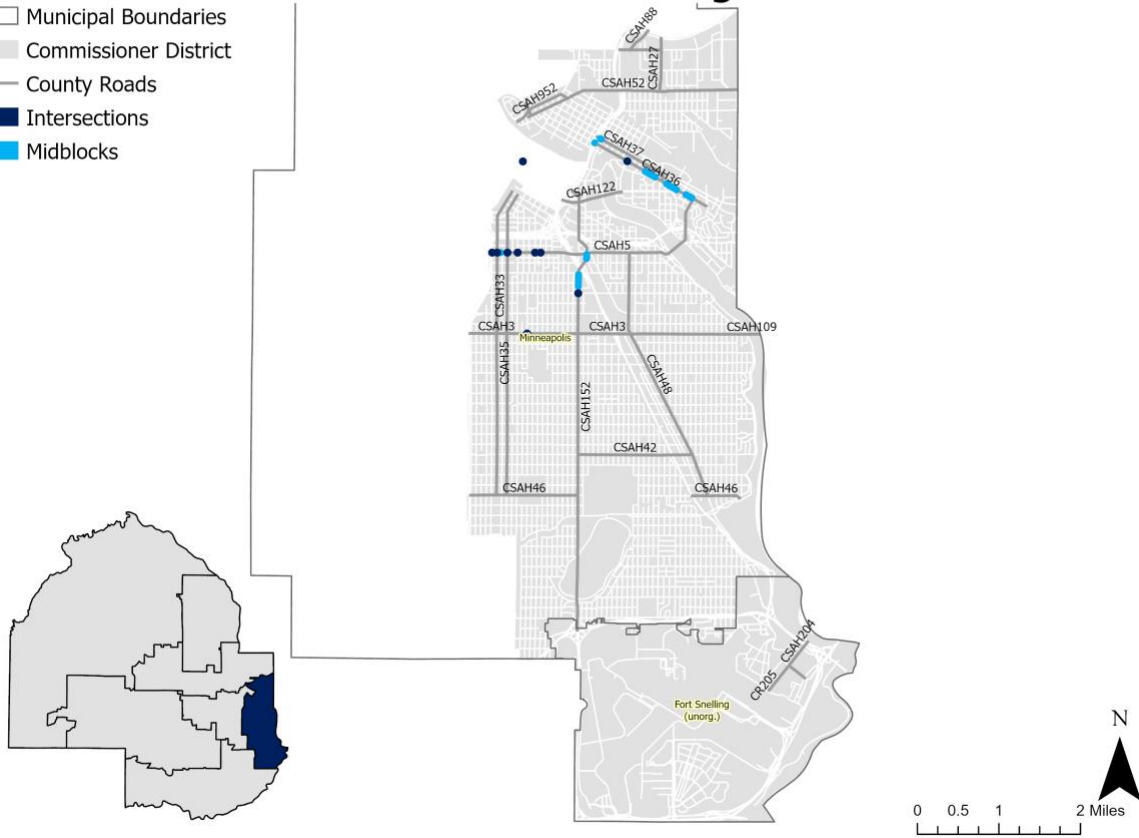 Municipal Boundaries
Commissioner District
County Roads
Intersections
Midblocks
CSAH88
CSAH27
CSAH52
CSAH952
CSAH37
CSAH36
CSAH122
CSAH5
CSAH33
CSAH3
CSAH3
CSAH109
Minneapolis
CSAH35
CSAH48
CSAH152
CSAH42
CSAH46
CSAH46
CSAH204
CR205
Fort Snelling
(unorg.)
N
0 0.5 1 2 Miles